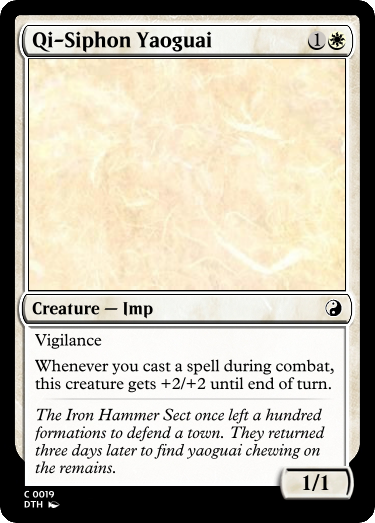 Qi-Siphon Yaoguai 1
Creature — Imp
Vigilance
Whenever you cast a spell during combat,
this creature gets +2/+2 until end of turn.
The Iron Hammer Sect once left a hundred
formations to defend a town. They returned
three days later to find yaoguai chewing on
the remains.
1/1
C 0019
DTH